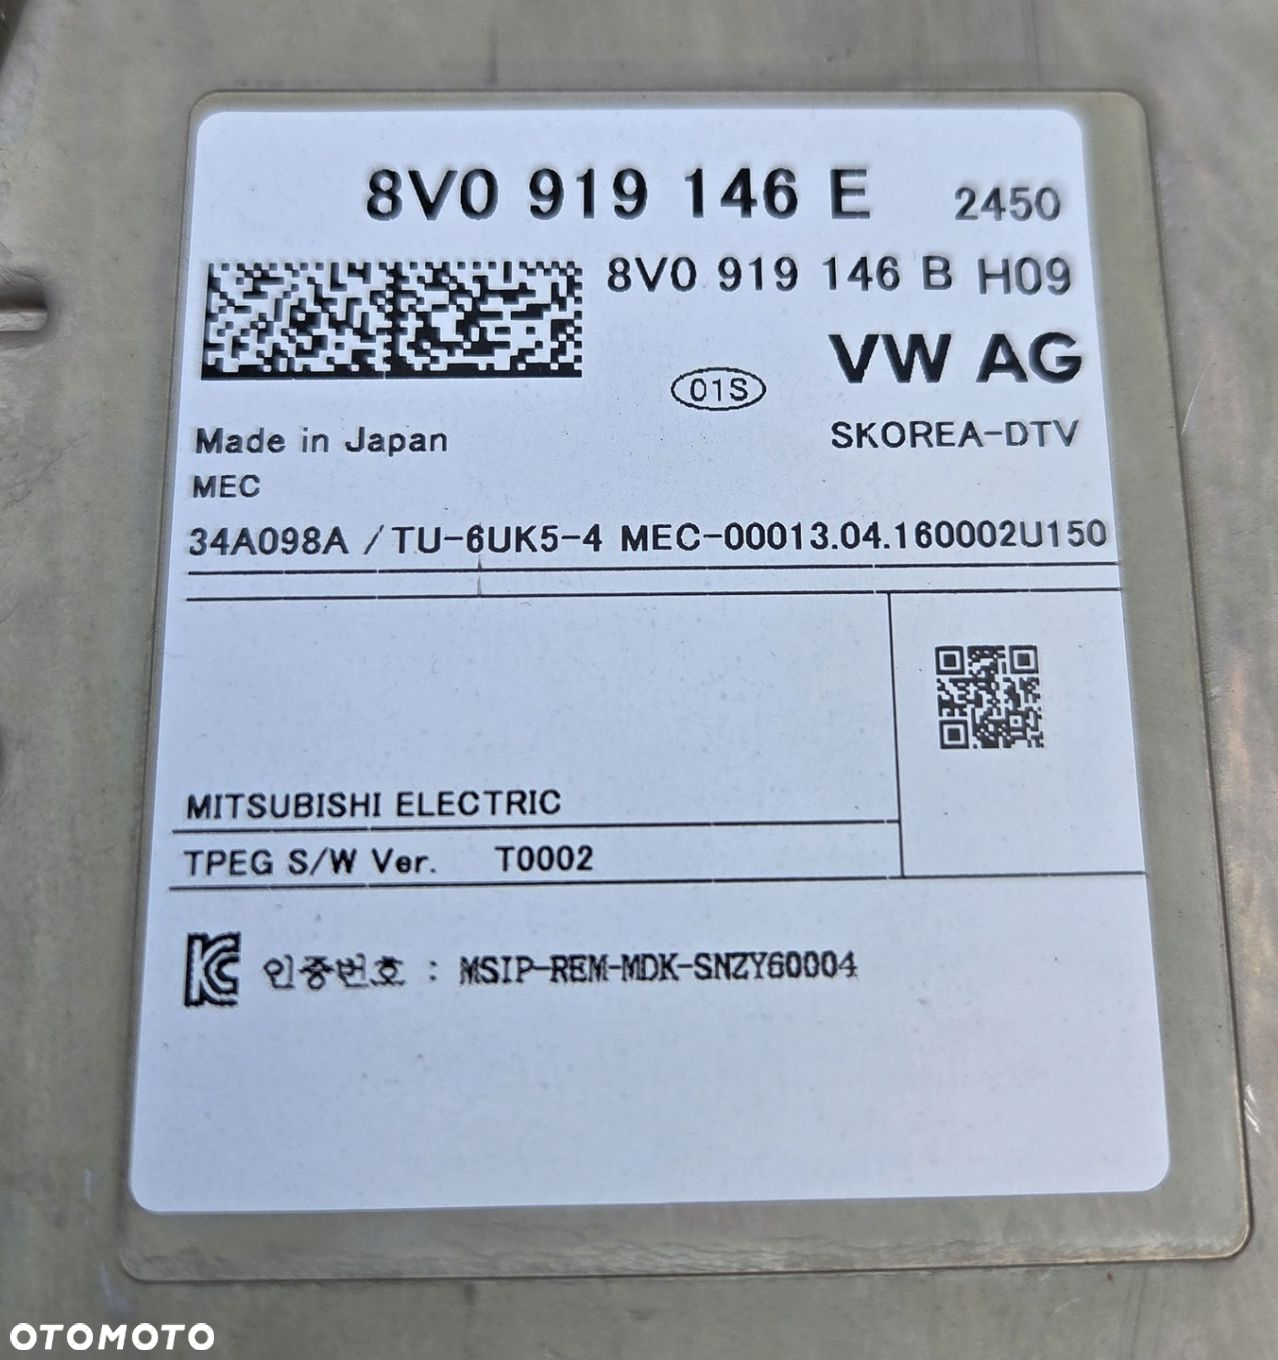 8V0 919 146 E 2450
8V0 919 146 B H09
VW AG
01S
Made in Japan
SKOREA-DTV
MEC
34A098A / TU-6UK5-4 MEC-00013.04.160002U150
MITSUBISHI ELECTRIC
TPEG S/W Ver. T0002
KC 인증번호 : MSIP-REM-MDK-SNZY60004
OTOMOTO